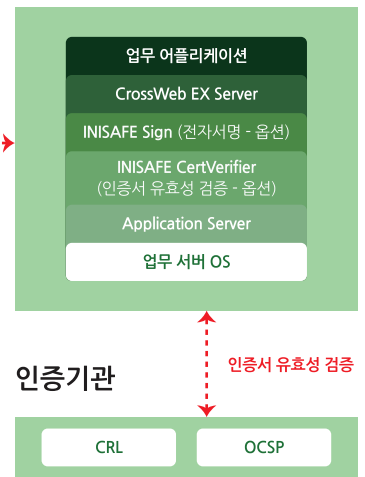 업무 어플리케이션
CrossWeb EX Server
INISAFE Sign (전자서명 - 옵션)
INISAFE CertVerifier
(인증서 유효성 검증 - 옵션)
Application Server
업무 서버 OS
인증서 유효성 검증
인증기관
CRL
OCSP